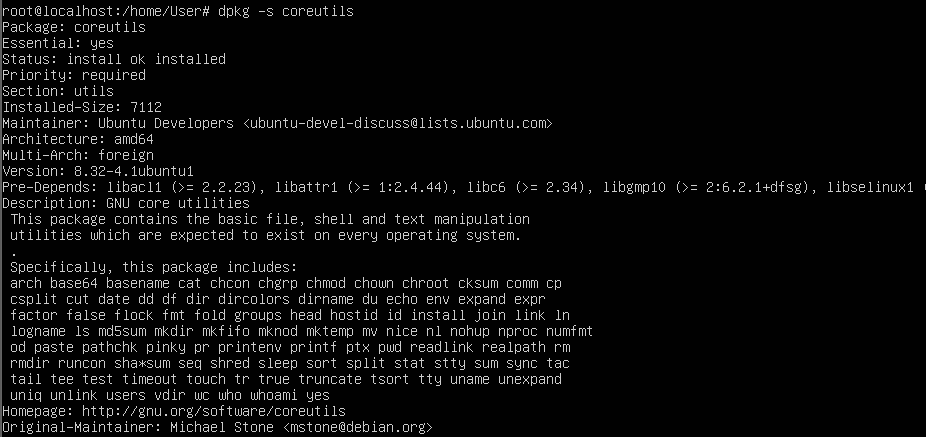 root@localhost:/home/User# dpkg -s coreutils
Package: coreutils
Essential: yes
Status: install ok installed
Priority: required
Section: utils
Installed-Size: 7112
Maintainer: Ubuntu Developers <ubuntu-devel-discuss@lists.ubuntu.com>
Architecture: amd64
Multi-Arch: foreign
Version: 8.32-4.1ubuntu1
Pre-Depends: libacl1 (>= 2.2.23), libattr1 (>= 1:2.4.44), libc6 (>= 2.34), libgmp10 (>= 2:6.2.1+dfsg), libselinux1 (
Description: GNU core utilities
 This package contains the basic file, shell and text manipulation
 utilities which are expected to exist on every operating system.
 .
 Specifically, this package includes:
 arch base64 basename cat chcon chgrp chmod chown chroot cksum comm cp
 csplit cut date dd df dir dircolors dirname du echo env expand expr
 factor false flock fmt fold groups head hostid id install join link ln
 logname ls md5sum mkdir mkfifo mknod mktemp mv nice nl nohup nproc numfmt
 od paste pathchk pinky pr printenv printf ptx pwd readlink realpath rm
 rmdir runcon sha*sum seq shred sleep sort split stat stty sum sync tac
 tail tee test timeout touch tr true truncate tsort tty uname unexpand
 uniq unlink users vdir wc who whoami yes
Homepage: http://gnu.org/software/coreutils
Original-Maintainer: Michael Stone <mstone@debian.org>